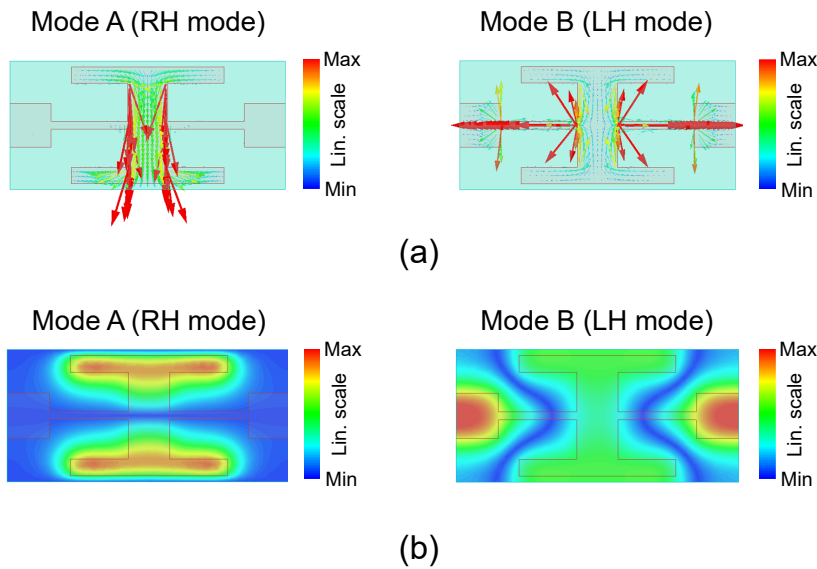 Mode A (RH mode)
Mode B (LH mode)
Max
Lin. scale
Min
Max
Lin. scale
Min
(a)
Mode A (RH mode)
Mode B (LH mode)
Max
Lin. scale
Min
Max
Lin. scale
Min
(b)